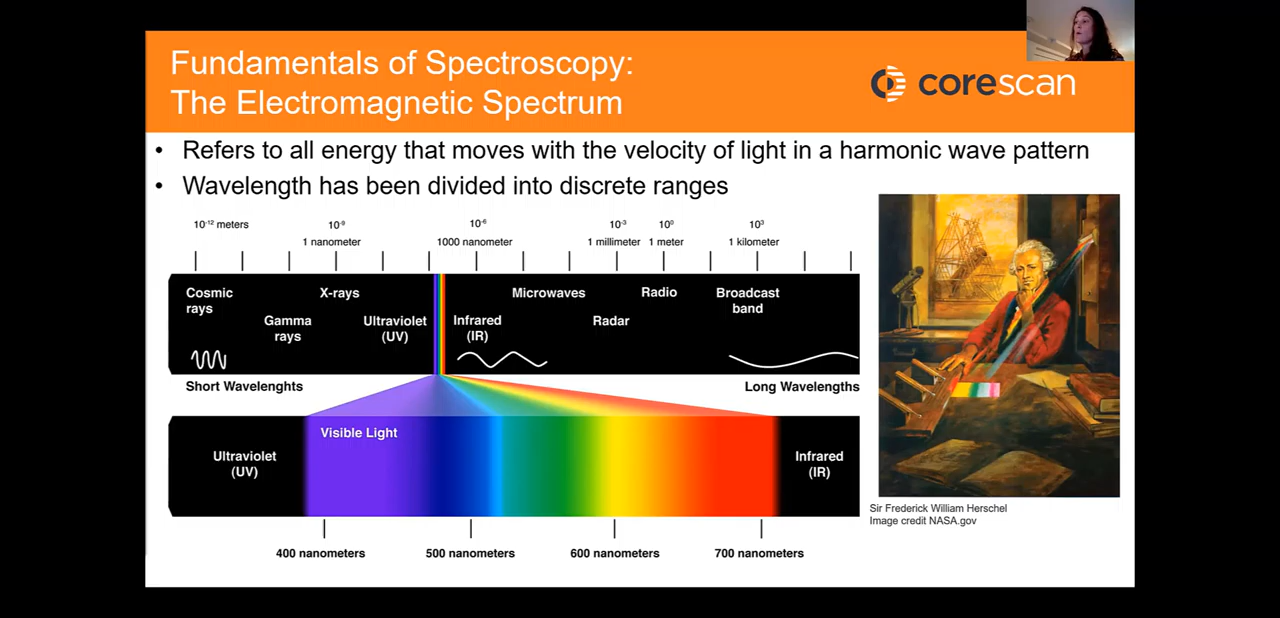 Fundamentals of Spectroscopy:
The Electromagnetic Spectrum
corescan
• Refers to all energy that moves with the velocity of light in a harmonic wave pattern
• Wavelength has been divided into discrete ranges
10⁻¹² meters
10⁻⁹
10⁻⁶
10⁻³
10⁰
10³
1 nanometer
1000 nanometer
1 millimeter
1 meter
1 kilometer
Cosmic
rays
Gamma
rays
X-rays
Ultraviolet
(UV)
Infrared
(IR)
Microwaves
Radar
Radio
Broadcast
band
Short Wavelenghts
Long Wavelengths
Ultraviolet
(UV)
Visible Light
Infrared
(IR)
400 nanometers
500 nanometers
600 nanometers
700 nanometers
Sir Frederick William Herschel
Image credit NASA.gov